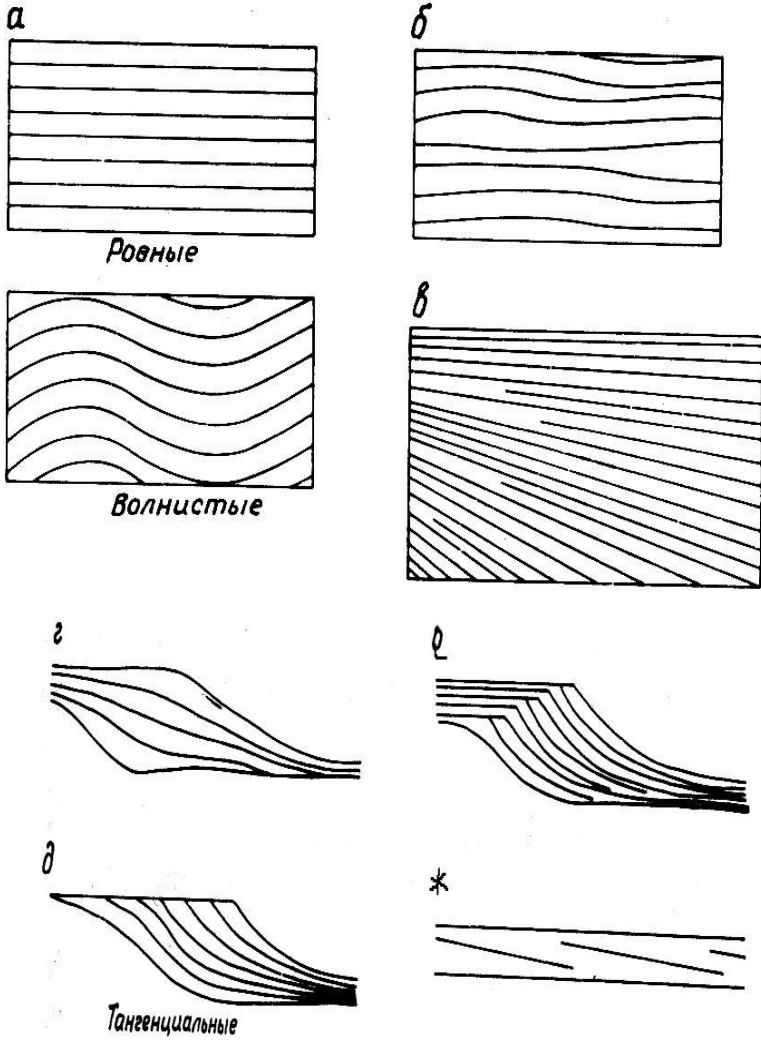 а
б
Ровные
в
Волнистые
г
е
д
ж
Тангенциальные